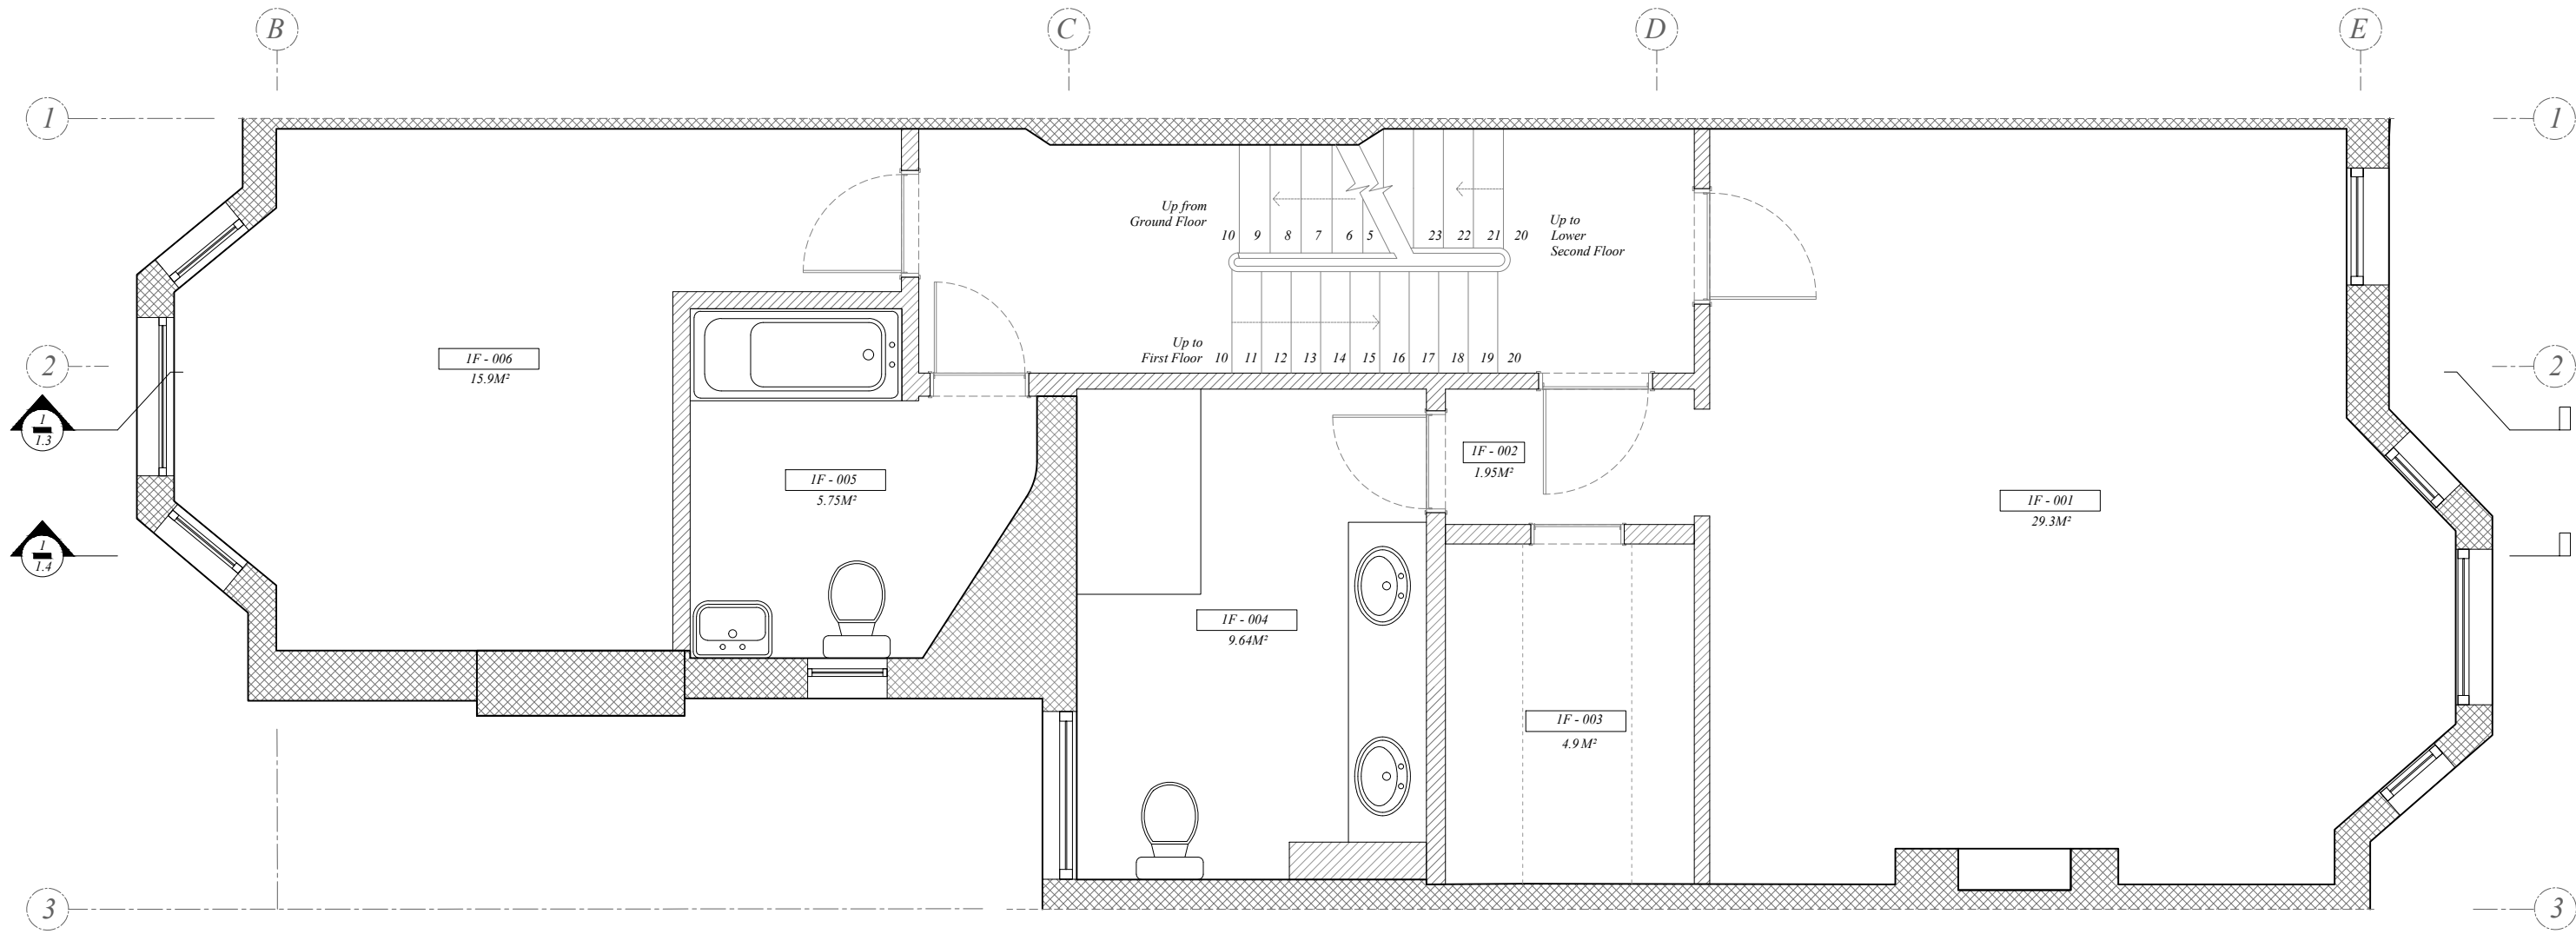 B
C
D
E
1
1
Up from
Ground Floor
10 9 8 7 6 5
23 22 21 20
Up to
Lower
Second Floor
Up to
First Floor
10 11 12 13 14 15 16 17 18 19 20
2
2
1F - 006
15.9M²
1
1.3
1F - 002
1.95M²
1F - 005
5.75M²
1F - 001
29.3M²
1
1.4
1F - 004
9.64M²
1F - 003
4.9 M²
3
3